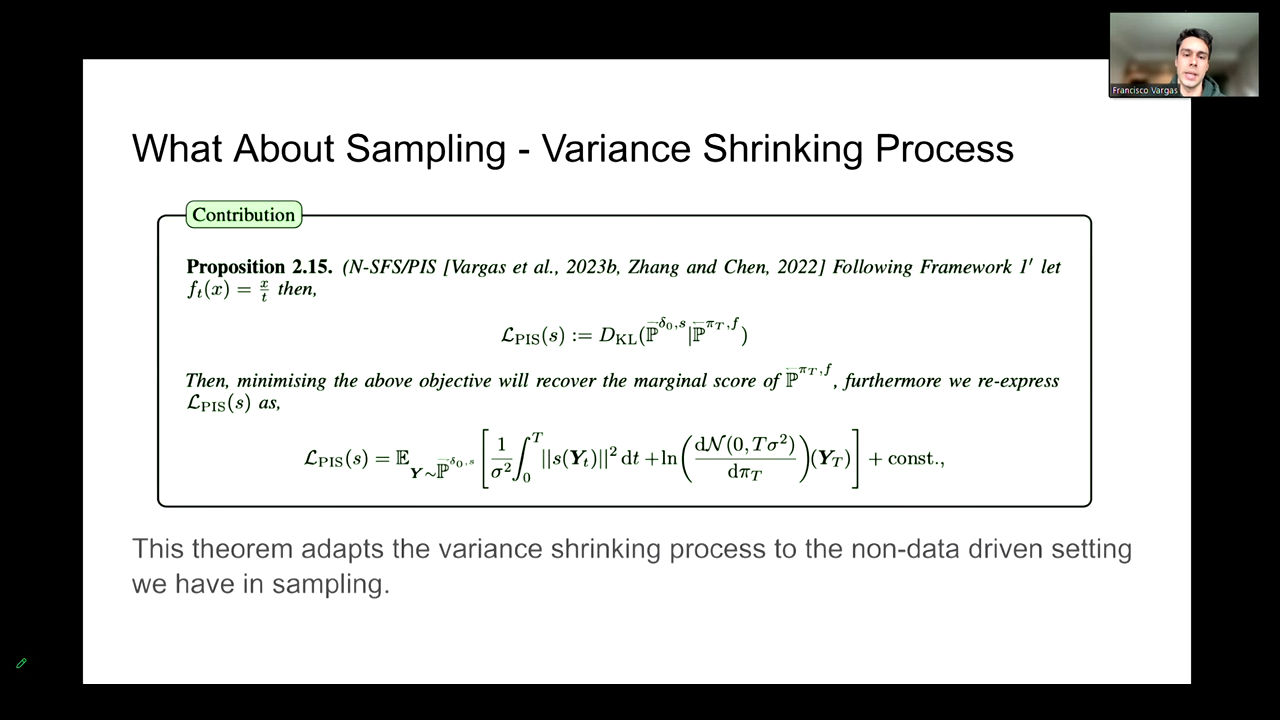 Francisco Vargas
What About Sampling - Variance Shrinking Process
Contribution
Proposition 2.15. (N-SFS/PIS [Vargas et al., 2023b, Zhang and Chen, 2022] Following Framework 1′ let
f_t(x) = x/t then,
ℒ_PIS(s) := D_KL(ℙ⃗^{δ_0,s}|ℙ⃖^{π_T,f})
Then, minimising the above objective will recover the marginal score of ℙ⃖^{π_T,f}, furthermore we re-express
ℒ_PIS(s) as,
ℒ_PIS(s) = 𝔼_{Y∼ℙ⃗^{δ_0,s}} [ 1/σ² ∫_0^T ||s(Y_t)||² dt + ln( d𝒩(0, Tσ²) / dπ_T )(Y_T) ] + const.,
This theorem adapts the variance shrinking process to the non-data driven setting
we have in sampling.